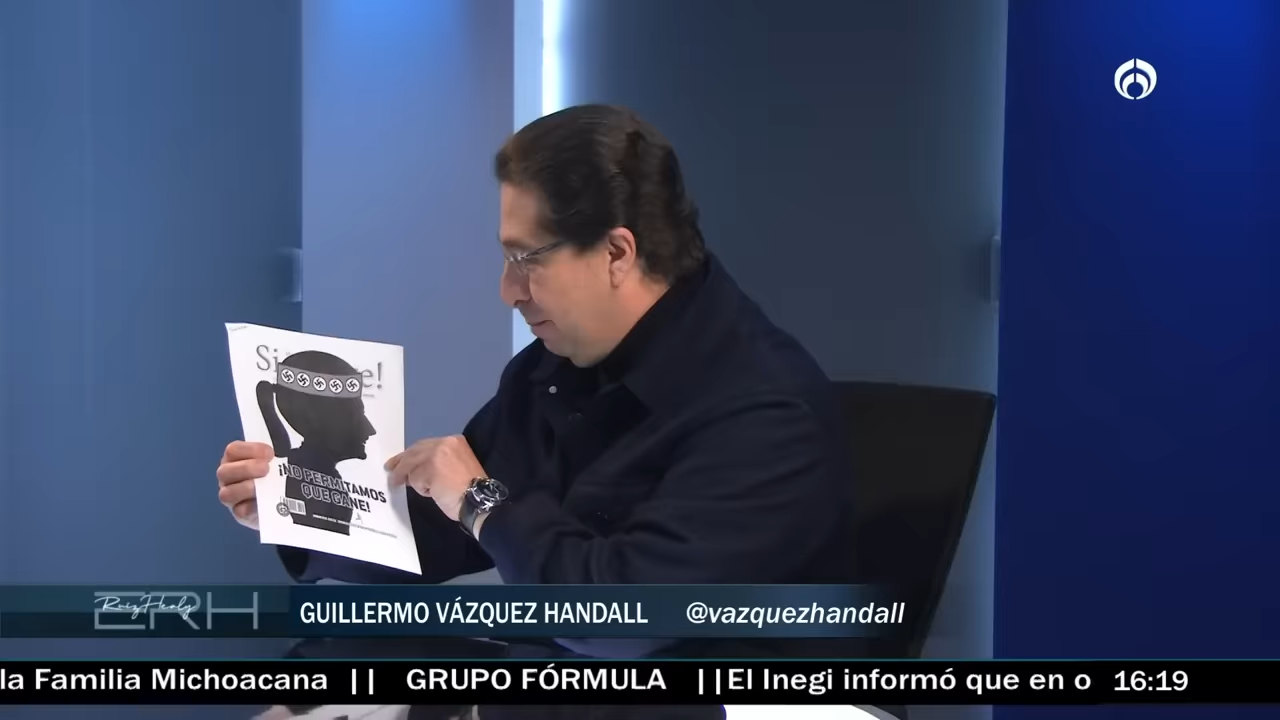 ¡NO PERMITAMOS
QUE GANE!
RuizHealy
ERH
GUILLERMO VÁZQUEZ HANDALL @vazquezhandall
la Familia Michoacana || GRUPO FÓRMULA ||El Inegi informó que en o 16:19